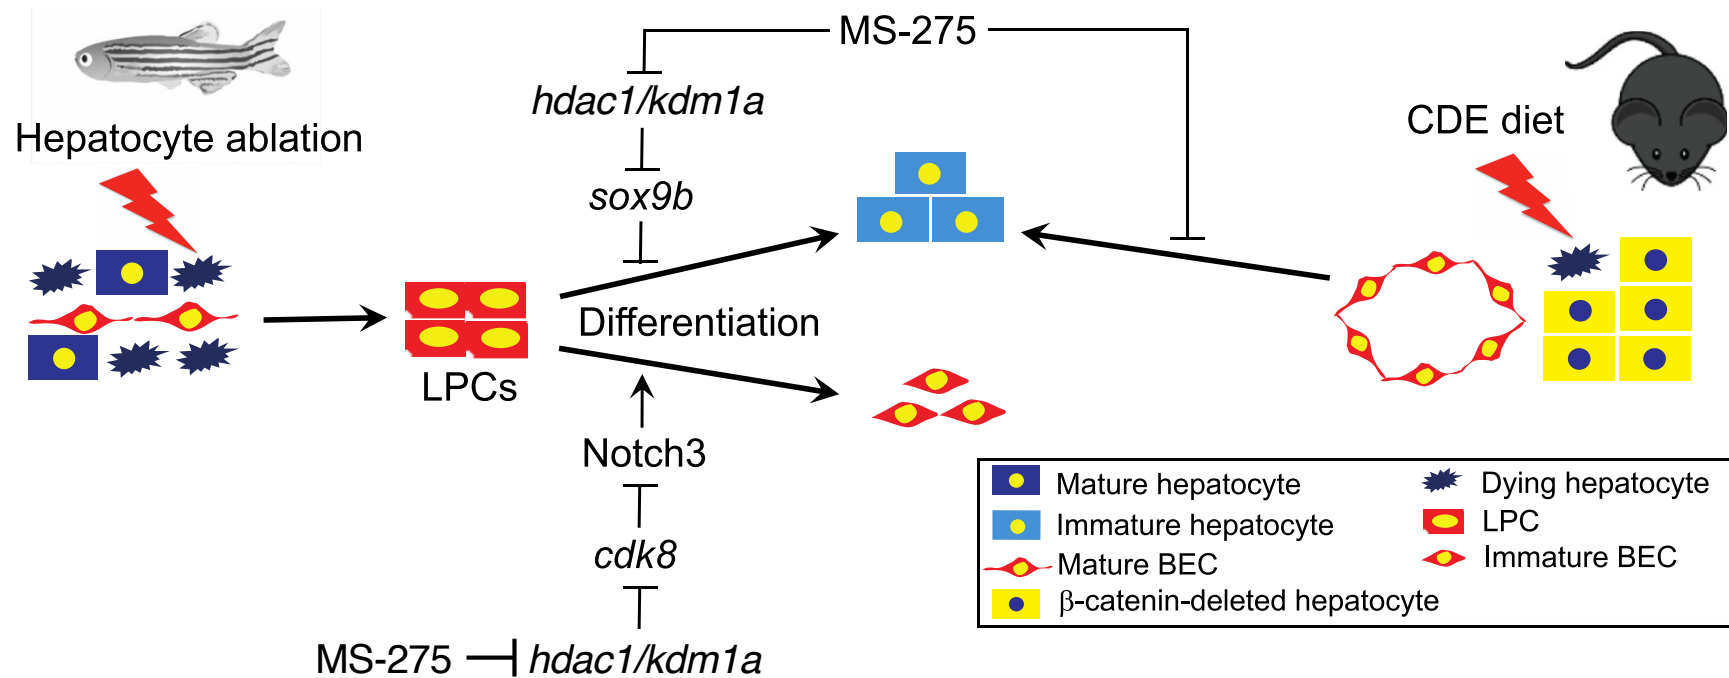 MS-275
hdac1/kdm1a
sox9b
Hepatocyte ablation
CDE diet
Differentiation
LPCs
Notch3
cdk8
MS-275
hdac1/kdm1a
Mature hepatocyte
Immature hepatocyte
Mature BEC
β-catenin-deleted hepatocyte
Dying hepatocyte
LPC
Immature BEC